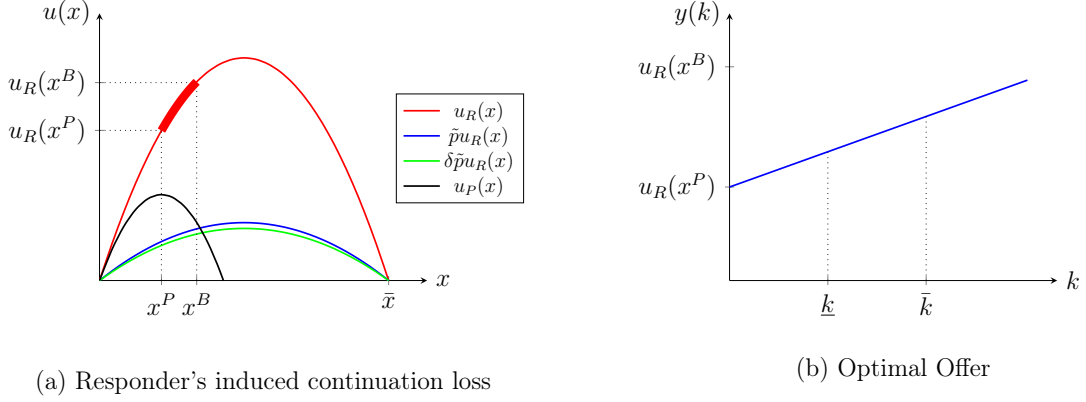 u(x)
u_R(x^B)
u_R(x^P)
u_R(x)
p̃u_R(x)
δp̃u_R(x)
u_P(x)
x
x^P x^B x̄
(a) Responder's induced continuation loss
y(k)
u_R(x^B)
u_R(x^P)
k
k̲ k̄
(b) Optimal Offer